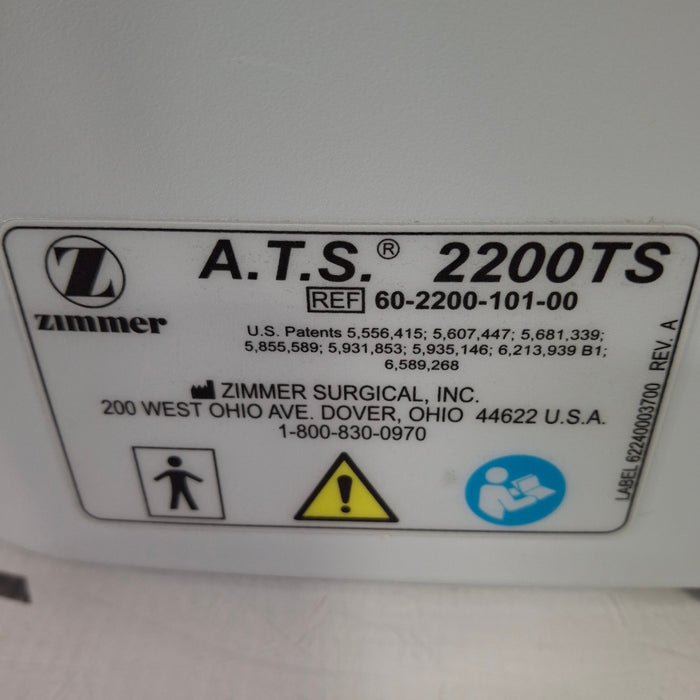 Z
zimmer
A.T.S.® 2200TS
REF 60-2200-101-00
U.S. Patents 5,556,415; 5,607,447; 5,681,339;
5,855,589; 5,931,853; 5,935,146; 6,213,939 B1;
6,589,268
ZIMMER SURGICAL, INC.
200 WEST OHIO AVE. DOVER, OHIO 44622 U.S.A.
1-800-830-0970
LABEL 62240003700 REV. A